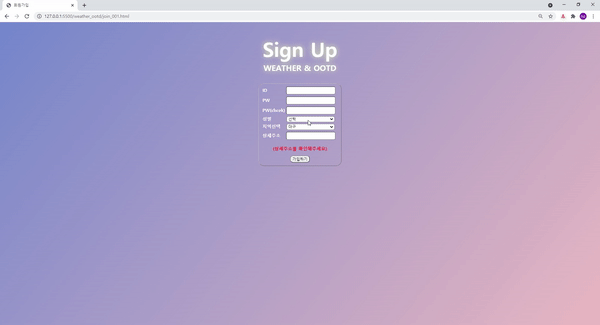 회원가입
127.0.0.1:5500/weather_ootd/join_001.html
Sign Up
WEATHER & OOTD
ID
PW
PW(check)
성별 선택
지역선택
상세주소
(상세주소를 확인해주세요)
가입하기